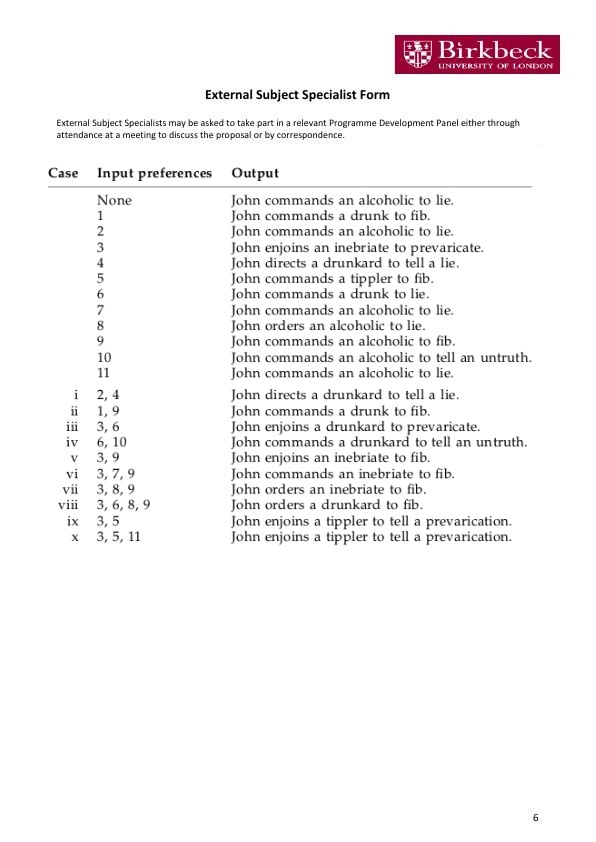 Birkbeck
UNIVERSITY OF LONDON
External Subject Specialist Form
External Subject Specialists may be asked to take part in a relevant Programme Development Panel either through
attendance at a meeting to discuss the proposal or by correspondence.
Case Input preferences Output
None John commands an alcoholic to lie.
1 John commands a drunk to fib.
2 John commands an alcoholic to lie.
3 John enjoins an inebriate to prevaricate.
4 John directs a drunkard to tell a lie.
5 John commands a tippler to fib.
6 John commands a drunk to lie.
7 John commands an alcoholic to lie.
8 John orders an alcoholic to lie.
9 John commands an alcoholic to fib.
10 John commands an alcoholic to tell an untruth.
11 John commands an alcoholic to lie.
i 2, 4 John directs a drunkard to tell a lie.
ii 1, 9 John commands a drunk to fib.
iii 3, 6 John enjoins a drunkard to prevaricate.
iv 6, 10 John commands a drunkard to tell an untruth.
v 3, 9 John enjoins an inebriate to fib.
vi 3, 7, 9 John commands an inebriate to fib.
vii 3, 8, 9 John orders an inebriate to fib.
viii 3, 6, 8, 9 John orders a drunkard to fib.
ix 3, 5 John enjoins a tippler to tell a prevarication.
x 3, 5, 11 John enjoins a tippler to tell a prevarication.
6